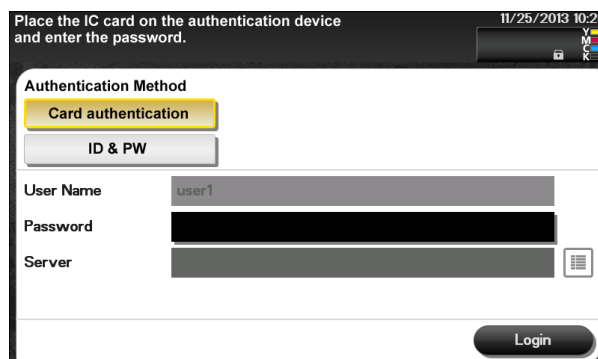 Place the IC card on the authentication device
and enter the password.
11/25/2013 10:2
Y
M
C
K
Authentication Method
Card authentication
ID & PW
User Name
user1
Password
Server
Login